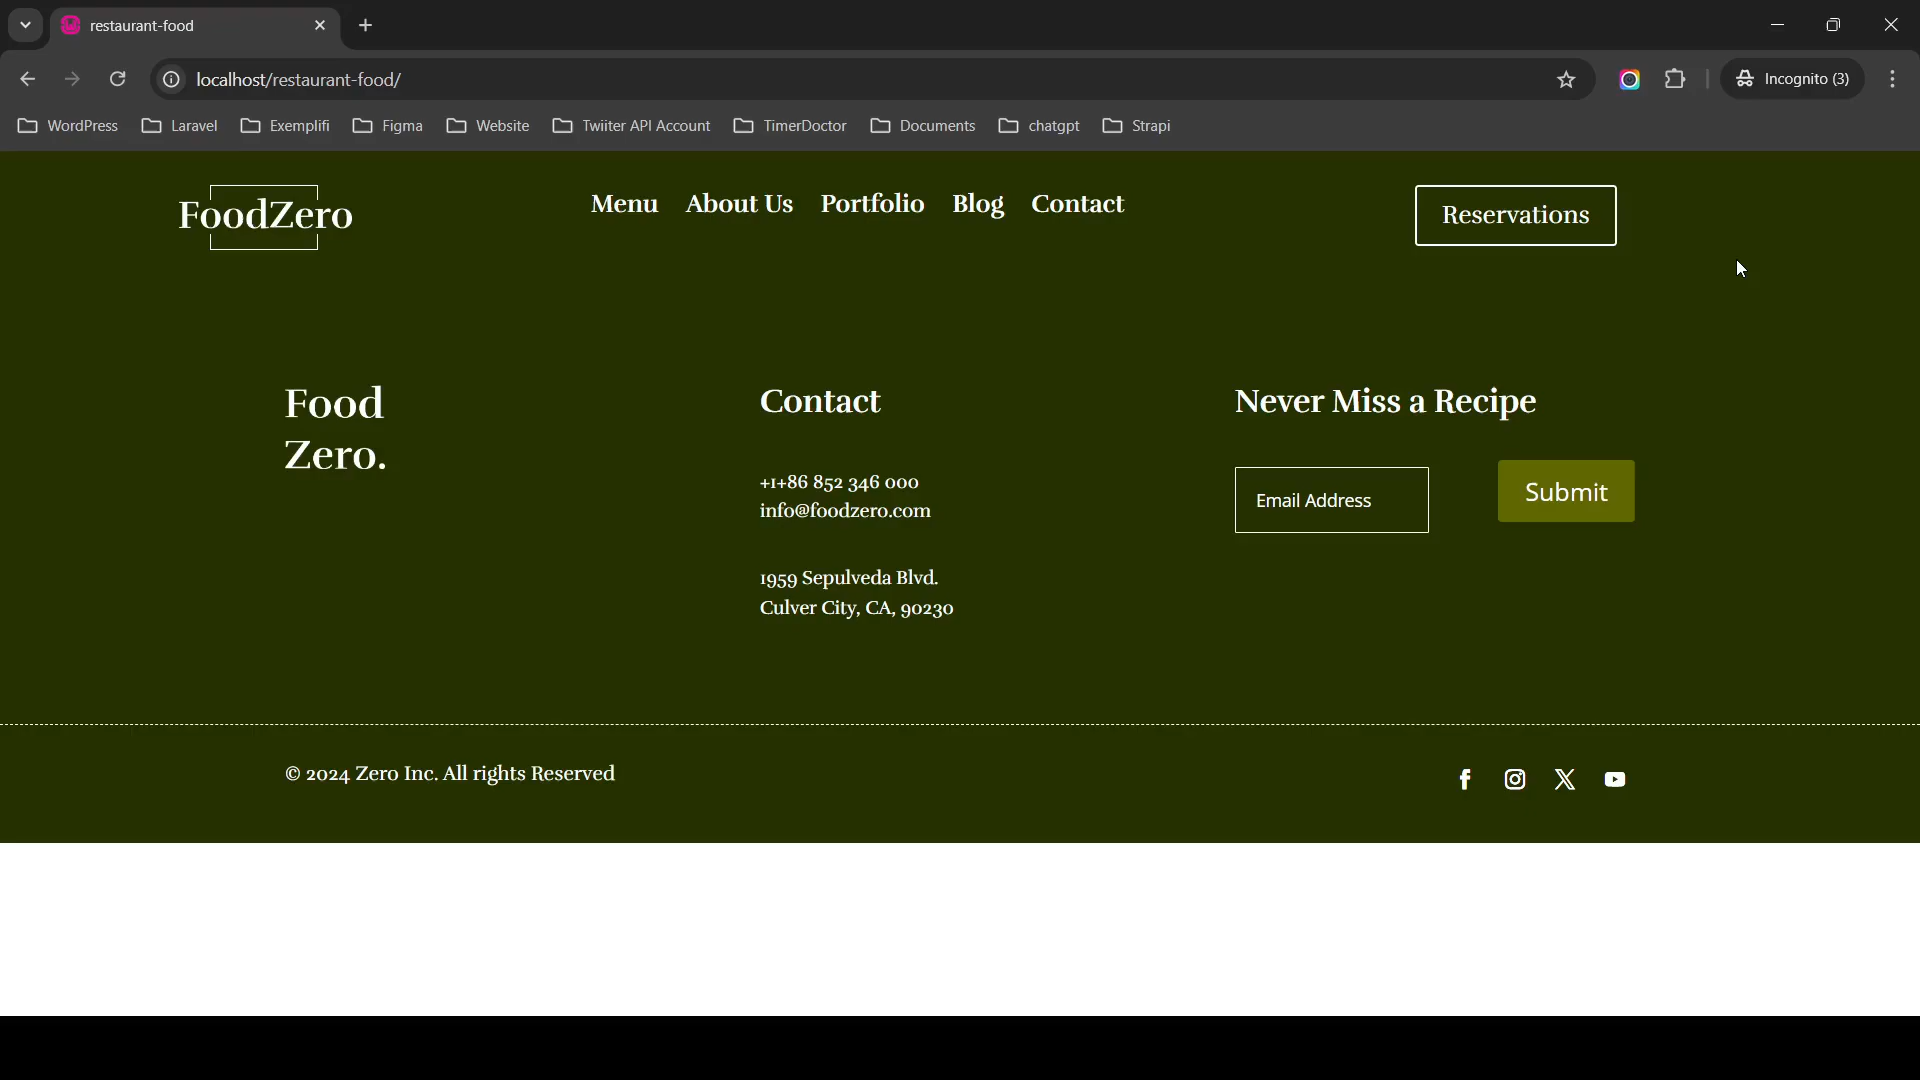 restaurant-food
localhost/restaurant-food/
Incognito (3)
WordPress Laravel Exemplifi Figma Website Twiiter API Account TimerDoctor Documents chatgpt Strapi
FoodZero Menu About Us Portfolio Blog Contact Reservations
Food
Zero.
Contact
+1+86 852 346 000
info@foodzero.com
1959 Sepulveda Blvd.
Culver City, CA, 90230
Never Miss a Recipe
Email Address Submit
© 2024 Zero Inc. All rights Reserved